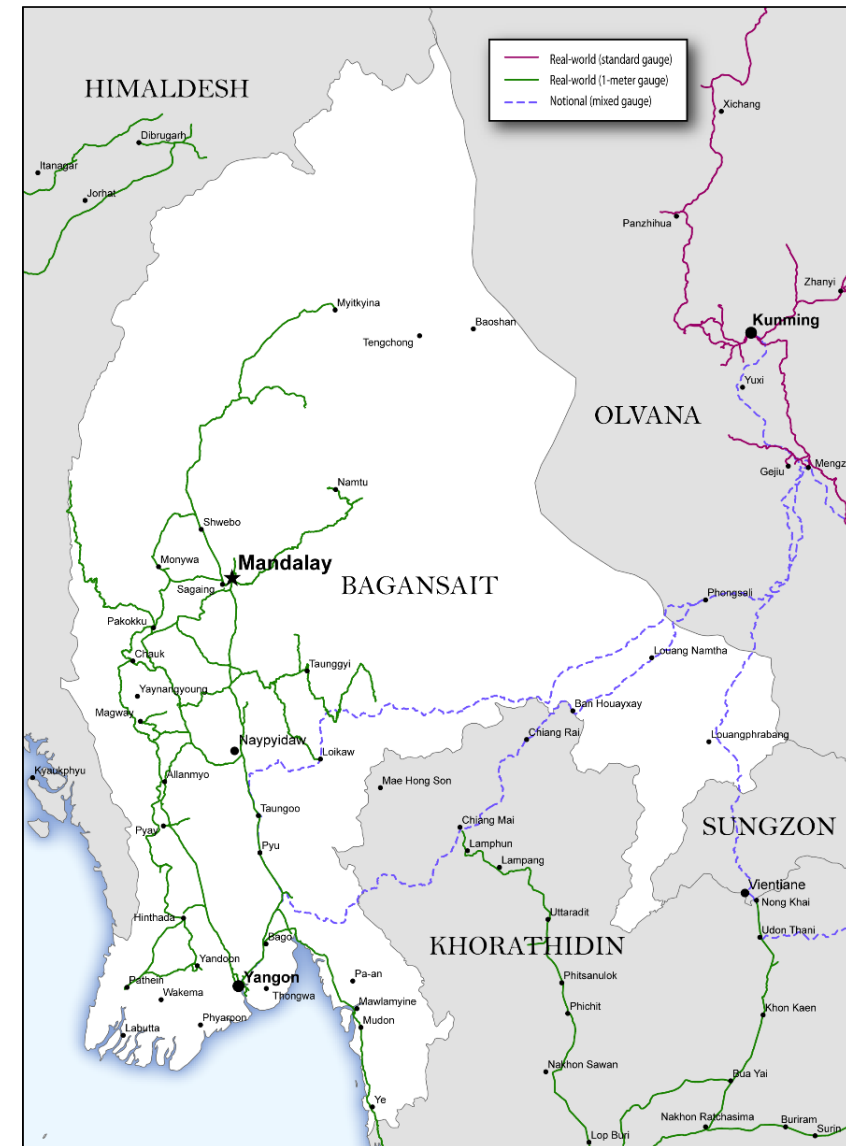 Real-world (standard gauge)
Real-world (1-meter gauge)
Notional (mixed gauge)
HIMALDESH
Xichang
Dibrugarh
Itanagar
Jorhat
Panzhihua
Zhanyi
Myitkyina
Kunming
Baoshan
Tengchong
Yuxi
OLVANA
Gejiu
Mengz
Namtu
Shwebo
Mandalay
Monywa
Sagaing
BAGANSAIT
Phongsali
Pakokku
Louang Namtha
Chauk
Taunggyi
Yaynangyoung
Magway
Ban Houayxay
Naypyidaw
Chiang Rai
Louangphrabang
Loikaw
Kyaukphyu
Allanmyo
Mae Hong Son
Taungoo
Chiang Mai
SUNGZON
Pyay
Pyu
Lamphun
Lampang
Vientiane
Nong Khai
Hinthada
Uttaradit
Udon Thani
KHORATHIDIN
Bago
Yandoon
Pathein
Yangon
Pa-an
Phitsanulok
Wakema
Thongwa
Mawlamyine
Phichit
Khon Kaen
Labutta
Phyarpon
Mudon
Nakhon Sawan
Bua Yai
Ye
Nakhon Ratchasima
Buriram
Surin
Lop Buri